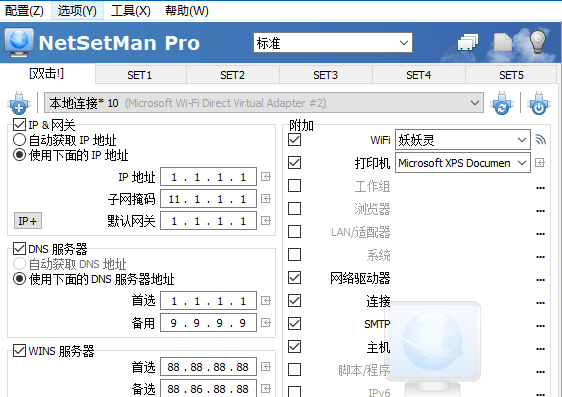 配置(Z) 选项(Y) 工具(X) 帮助(W)
NetSetMan Pro 标准
[双击!] SET1 SET2 SET3 SET4 SET5
本地连接* 10 (Microsoft Wi-Fi Direct Virtual Adapter #2)
IP & 网关
自动获取 IP 地址
使用下面的 IP 地址
IP 地址 1 . 1 . 1 . 1
子网掩码 11 . 1 . 1 . 1
IP+ 默认网关 1 . 1 . 1 . 1
DNS 服务器
自动获取 DNS 地址
使用下面的 DNS 服务器地址
首选 1 . 1 . 1 . 1
备用 9 . 9 . 9 . 9
WINS 服务器
首选 88 . 88 . 88 . 88
备选 88 . 86 . 88 . 88
附加
WiFi 妖妖灵
打印机 Microsoft XPS Documen
工作组 ...
浏览器 ...
LAN/适配器 ...
系统 ...
网络驱动器 ...
连接 ...
SMTP ...
主机 ...
脚本/程序 ...
IPv6 ...